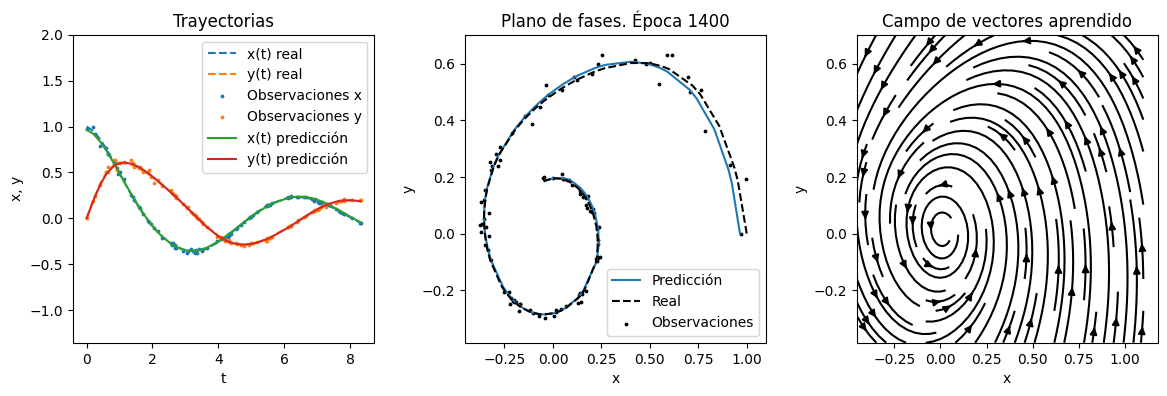 Trayectorias
2.0
1.5
1.0
0.5
0.0
−0.5
−1.0
0
2
4
6
8
t
x, y
x(t) real
y(t) real
Observaciones x
Observaciones y
x(t) predicción
y(t) predicción
Plano de fases. Época 1400
0.6
0.4
0.2
0.0
−0.2
−0.25
0.00
0.25
0.50
0.75
1.00
x
y
Predicción
Real
Observaciones
Campo de vectores aprendido
0.6
0.4
0.2
0.0
−0.2
−0.25
0.00
0.25
0.50
0.75
1.00
x
y